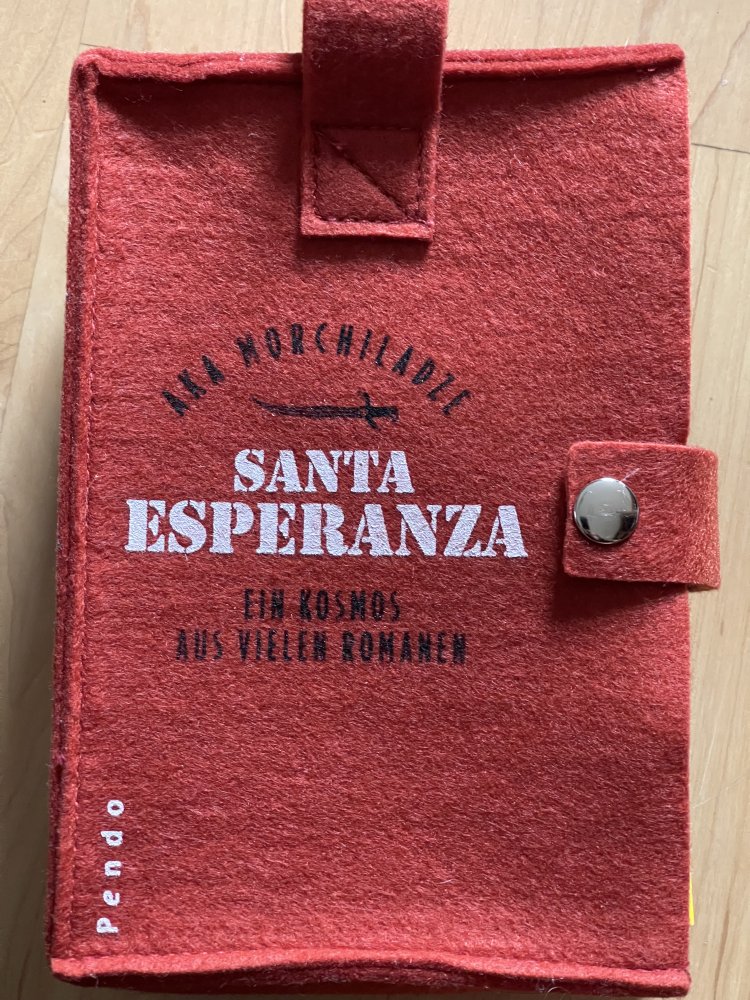 AKA MORCHILADZE
SANTA
ESPERANZA
EIN KOSMOS
AUS VIELEN ROMANEN
Pendo